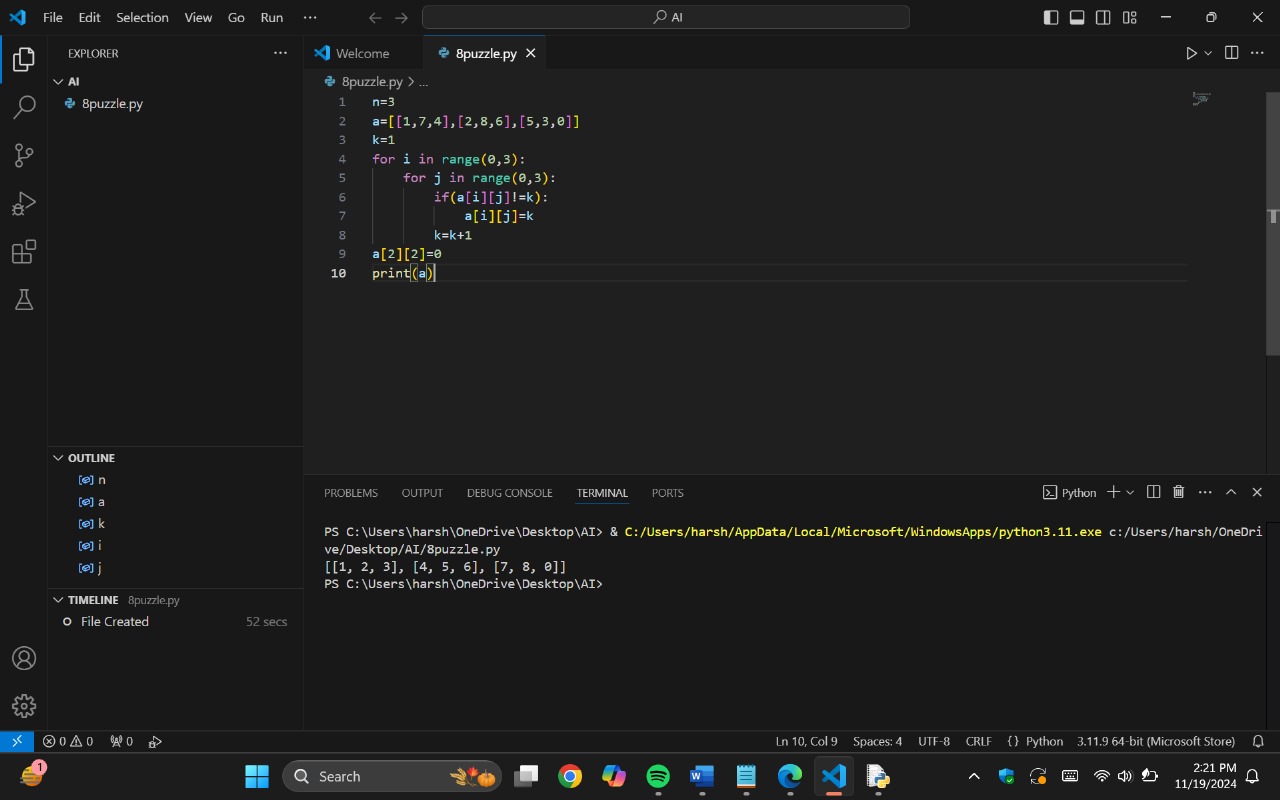 File Edit Selection View Go Run ··· AI
EXPLORER ···
AI
8puzzle.py
Welcome 8puzzle.py
8puzzle.py > ...
1 n=3
2 a=[[1,7,4],[2,8,6],[5,3,0]]
3 k=1
4 for i in range(0,3):
5     for j in range(0,3):
6         if(a[i][j]!=k):
7             a[i][j]=k
8         k=k+1
9 a[2][2]=0
10 print(a)
OUTLINE
n
a
k
i
j
TIMELINE 8puzzle.py
File Created 52 secs
PROBLEMS OUTPUT DEBUG CONSOLE TERMINAL PORTS Python
PS C:\Users\harsh\OneDrive\Desktop\AI> & C:/Users/harsh/AppData/Local/Microsoft/WindowsApps/python3.11.exe c:/Users/harsh/OneDri
ve/Desktop/AI/8puzzle.py
[[1, 2, 3], [4, 5, 6], [7, 8, 0]]
PS C:\Users\harsh\OneDrive\Desktop\AI>
0 0 0 Ln 10, Col 9 Spaces: 4 UTF-8 CRLF {} Python 3.11.9 64-bit (Microsoft Store)
1 Search 2:21 PM
11/19/2024